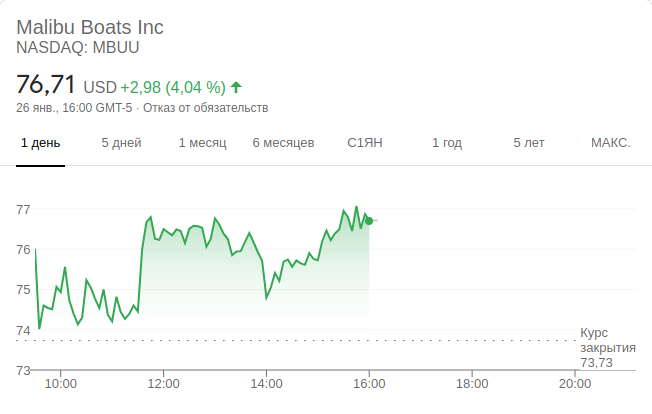 Malibu Boats Inc
NASDAQ: MBUU
76,71 USD +2,98 (4,04 %)
26 янв., 16:00 GMT-5 · Отказ от обязательств
1 день 5 дней 1 месяц 6 месяцев С1ЯН 1 год 5 лет МАКС.
77
76
75
74
Курс
закрытия
73,73
73
10:00 12:00 14:00 16:00 18:00 20:00